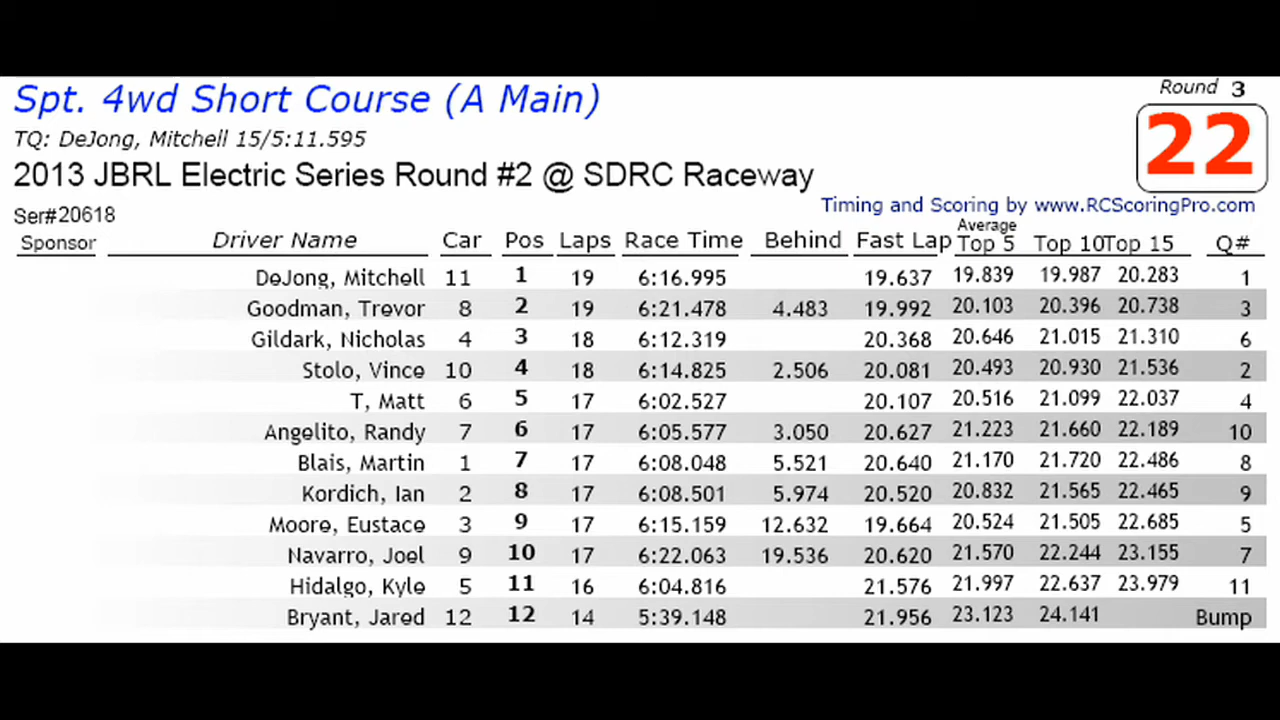 Spt. 4wd Short Course (A Main)
Round 3
TQ: DeJong, Mitchell 15/5:11.595
22
2013 JBRL Electric Series Round #2 @ SDRC Raceway
Timing and Scoring by www.RCScoringPro.com
Ser#20618
Average
Sponsor Driver Name Car Pos Laps Race Time Behind Fast Lap Top 5 Top 10 Top 15 Q#
DeJong, Mitchell 11 1 19 6:16.995 19.637 19.839 19.987 20.283 1
Goodman, Trevor 8 2 19 6:21.478 4.483 19.992 20.103 20.396 20.738 3
Gildark, Nicholas 4 3 18 6:12.319 20.368 20.646 21.015 21.310 6
Stolo, Vince 10 4 18 6:14.825 2.506 20.081 20.493 20.930 21.536 2
T, Matt 6 5 17 6:02.527 20.107 20.516 21.099 22.037 4
Angelito, Randy 7 6 17 6:05.577 3.050 20.627 21.223 21.660 22.189 10
Blais, Martin 1 7 17 6:08.048 5.521 20.640 21.170 21.720 22.486 8
Kordich, Ian 2 8 17 6:08.501 5.974 20.520 20.832 21.565 22.465 9
Moore, Eustace 3 9 17 6:15.159 12.632 19.664 20.524 21.505 22.685 5
Navarro, Joel 9 10 17 6:22.063 19.536 20.620 21.570 22.244 23.155 7
Hidalgo, Kyle 5 11 16 6:04.816 21.576 21.997 22.637 23.979 11
Bryant, Jared 12 12 14 5:39.148 21.956 23.123 24.141 Bump